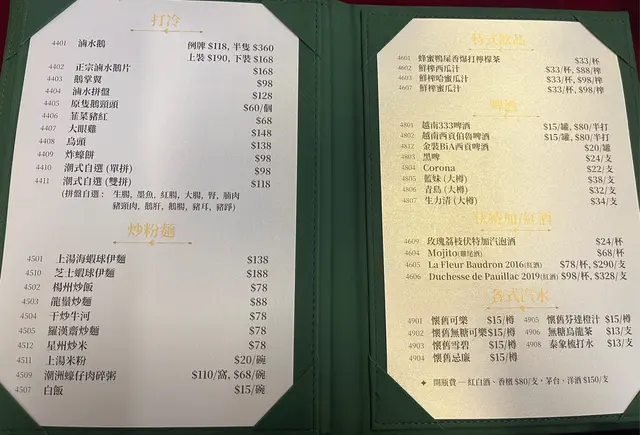 打冷
4401 滷水鵝 例牌 $118, 半隻 $360
上裝 $190, 下裝 $168
4402 正宗滷水鵝片 $168
4403 鵝掌翼 $98
4404 滷水拼盤 $128
4405 原隻鵝頭頸 $60/個
4406 韮菜豬紅 $68
4407 大眼雞 $148
4408 烏頭 $138
4409 炸蠔餅 $98
4410 潮式自選 (單拼) $98
4411 潮式自選 (雙拼) $118
(拼盤自選: 生腸, 墨魚, 紅腸, 大腸, 腎, 腩肉
豬頭肉, 鵝肝, 鵝腸, 豬耳, 豬踭)
炒粉麵
4501 上湯海蝦球伊麵 $138
4510 芝士蝦球伊麵 $188
4502 楊州炒飯 $78
4503 龍鬚炒麵 $88
4504 干炒牛河 $78
4505 羅漢齋炒麵 $78
4512 星州炒米 $78
4511 上湯米粉 $20/碗
4509 潮洲蠔仔肉碎粥 $110/窩, $68/碗
4507 白飯 $15/碗
特式飲品
4601 蜂蜜鴨屎香爆打檸檬茶 $33/杯
4602 鮮榨西瓜汁 $33/杯, $88/榨
4603 鮮榨哈蜜瓜汁 $33/杯, $98/榨
4607 鮮榨蜜瓜汁 $33/杯, $98/榨
啤酒
4801 越南333啤酒 $15/罐, $80/半打
4802 越南西貢伯魯啤酒 $15/罐, $80/半打
4812 金裝BiA西貢啤酒 $20/罐
4803 黑啤 $24/支
4804 Corona $22/支
4805 藍妹 (大樽) $38/支
4806 青島 (大樽) $32/支
4807 生力清 (大樽) $34/支
伏特加/紅酒
4609 玫瑰荔枝伏特加汽泡酒 $24/杯
4604 Mojito(雞尾酒) $68/杯
4605 La Fleur Baudron 2016(紅酒) $78/杯, $290/支
4606 Duchesse de Pauillac 2019(紅酒) $98/杯, $328/支
各式汽水
4901 懷舊可樂 $15/樽 4905 懷舊芬達橙汁 $15/樽
4902 懷舊無糖可樂 $15/樽 4906 無糖烏龍茶 $13/支
4903 懷舊雪碧 $15/樽 4908 泰象梳打水 $13/支
4904 懷舊忌廉 $15/樽
✦ 開瓶費 — 紅白酒、香檳 $80/支,茅台、洋酒 $150/支